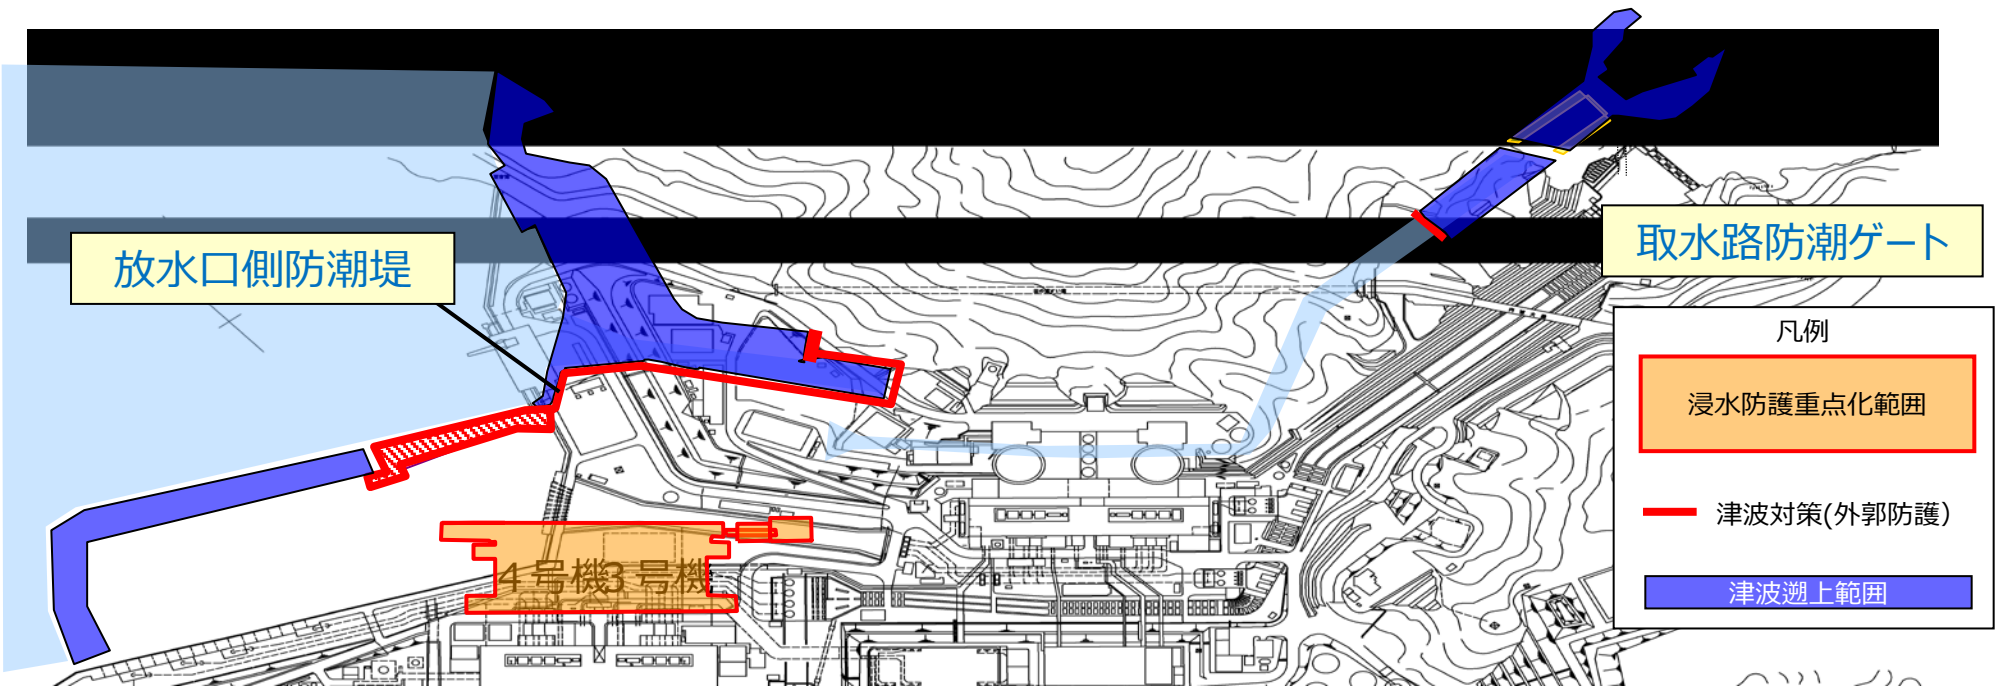 放水口側防潮堤
取水路防潮ゲート
凡例
浸水防護重点化範囲
津波対策(外郭防護）
津波遡上範囲
4号機3号機